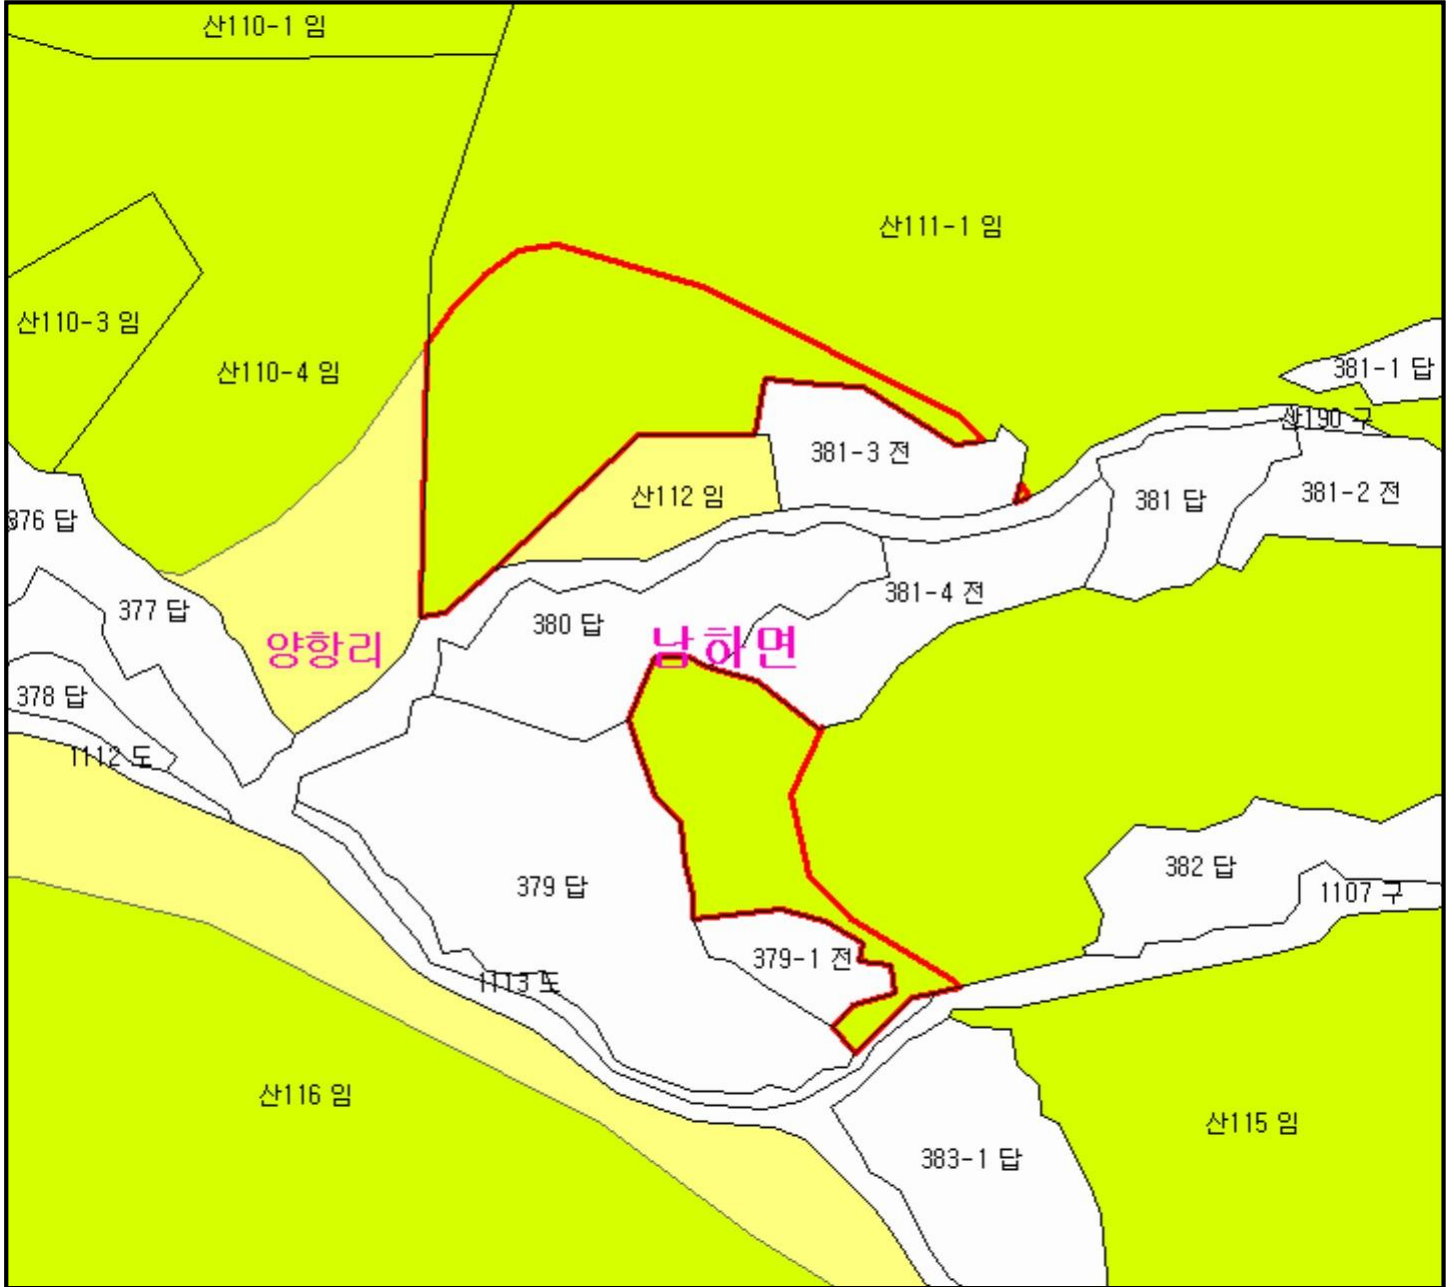 산110-1 임
산111-1 임
산110-3 임
산110-4 임
381-1 답
산190 구
381-3 전
산112 임
381 답
381-2 전
376 답
377 답
380 답
381-4 전
양항리
남하면
378 답
1112 도
379 답
382 답
1107 구
379-1 전
1113 도
산116 임
산115 임
383-1 답